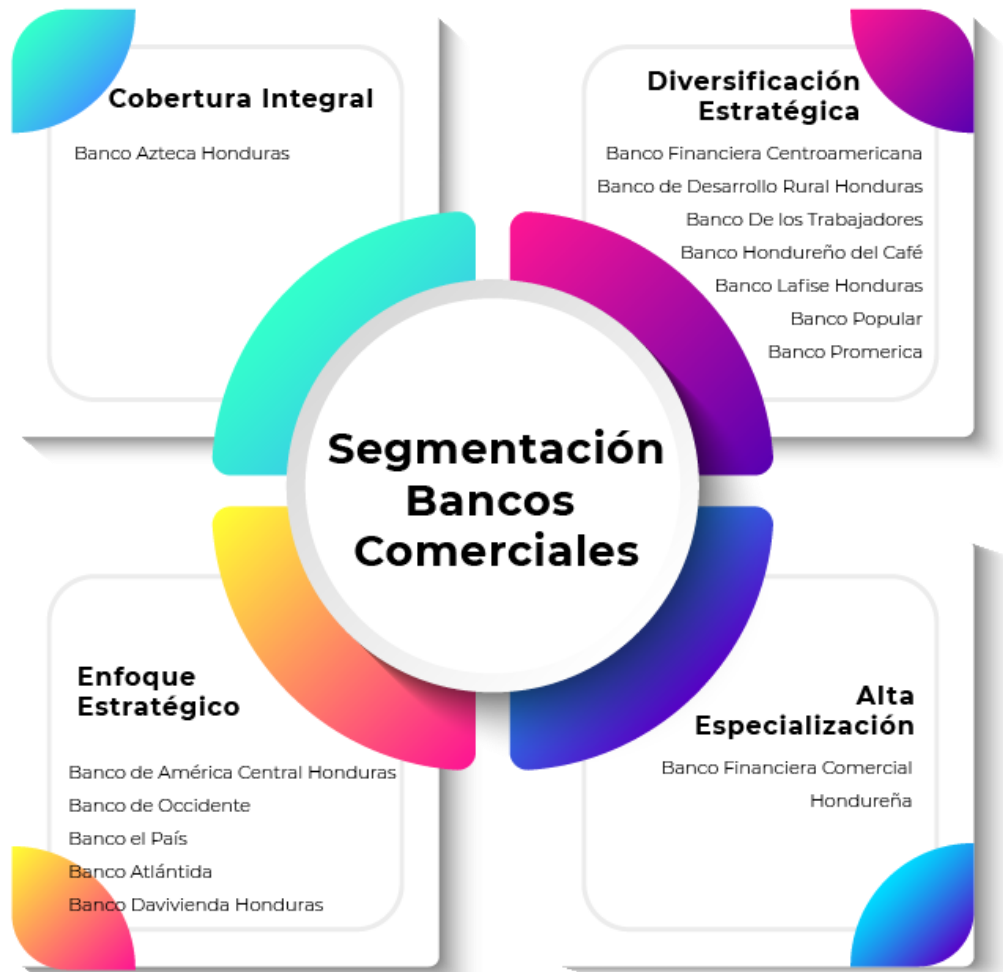 Cobertura Integral
Banco Azteca Honduras
Diversificación
Estratégica
Banco Financiera Centroamericana
Banco de Desarrollo Rural Honduras
Banco De los Trabajadores
Banco Hondureño del Café
Banco Lafise Honduras
Banco Popular
Banco Promerica
Segmentación
Bancos
Comerciales
Enfoque
Estratégico
Banco de América Central Honduras
Banco de Occidente
Banco el País
Banco Atlántida
Banco Davivienda Honduras
Alta
Especialización
Banco Financiera Comercial
Hondureña